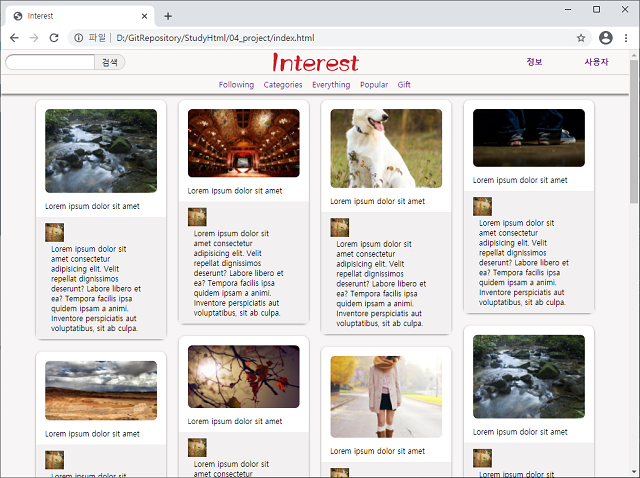 Interest
파일 | D:/GitRepository/StudyHtml/04_project/index.html
검색
Interest
정보 사용자
Following Categories Everything Popular Gift
Lorem ipsum dolor sit amet
Lorem ipsum dolor sit
amet consectetur
adipisicing elit. Velit
repellat dignissimos
deserunt? Labore libero et
ea? Tempora facilis ipsa
quidem ipsam a animi.
Inventore perspiciatis aut
voluptatibus, sit ab culpa.
Lorem ipsum dolor sit amet
Lorem ipsum dolor sit
Lorem ipsum dolor sit amet
Lorem ipsum dolor sit
amet consectetur
adipisicing elit. Velit
repellat dignissimos
deserunt? Labore libero et
ea? Tempora facilis ipsa
quidem ipsam a animi.
Inventore perspiciatis aut
voluptatibus, sit ab culpa.
Lorem ipsum dolor sit amet
Lorem ipsum dolor sit
Lorem ipsum dolor sit amet
Lorem ipsum dolor sit
amet consectetur
adipisicing elit. Velit
repellat dignissimos
deserunt? Labore libero et
ea? Tempora facilis ipsa
quidem ipsam a animi.
Inventore perspiciatis aut
voluptatibus, sit ab culpa.
Lorem ipsum dolor sit amet
Lorem ipsum dolor sit amet
Lorem ipsum dolor sit
amet consectetur
adipisicing elit. Velit
repellat dignissimos
deserunt? Labore libero et
ea? Tempora facilis ipsa
quidem ipsam a animi.
Inventore perspiciatis aut
voluptatibus, sit ab culpa.
Lorem ipsum dolor sit amet
Lorem ipsum dolor sit